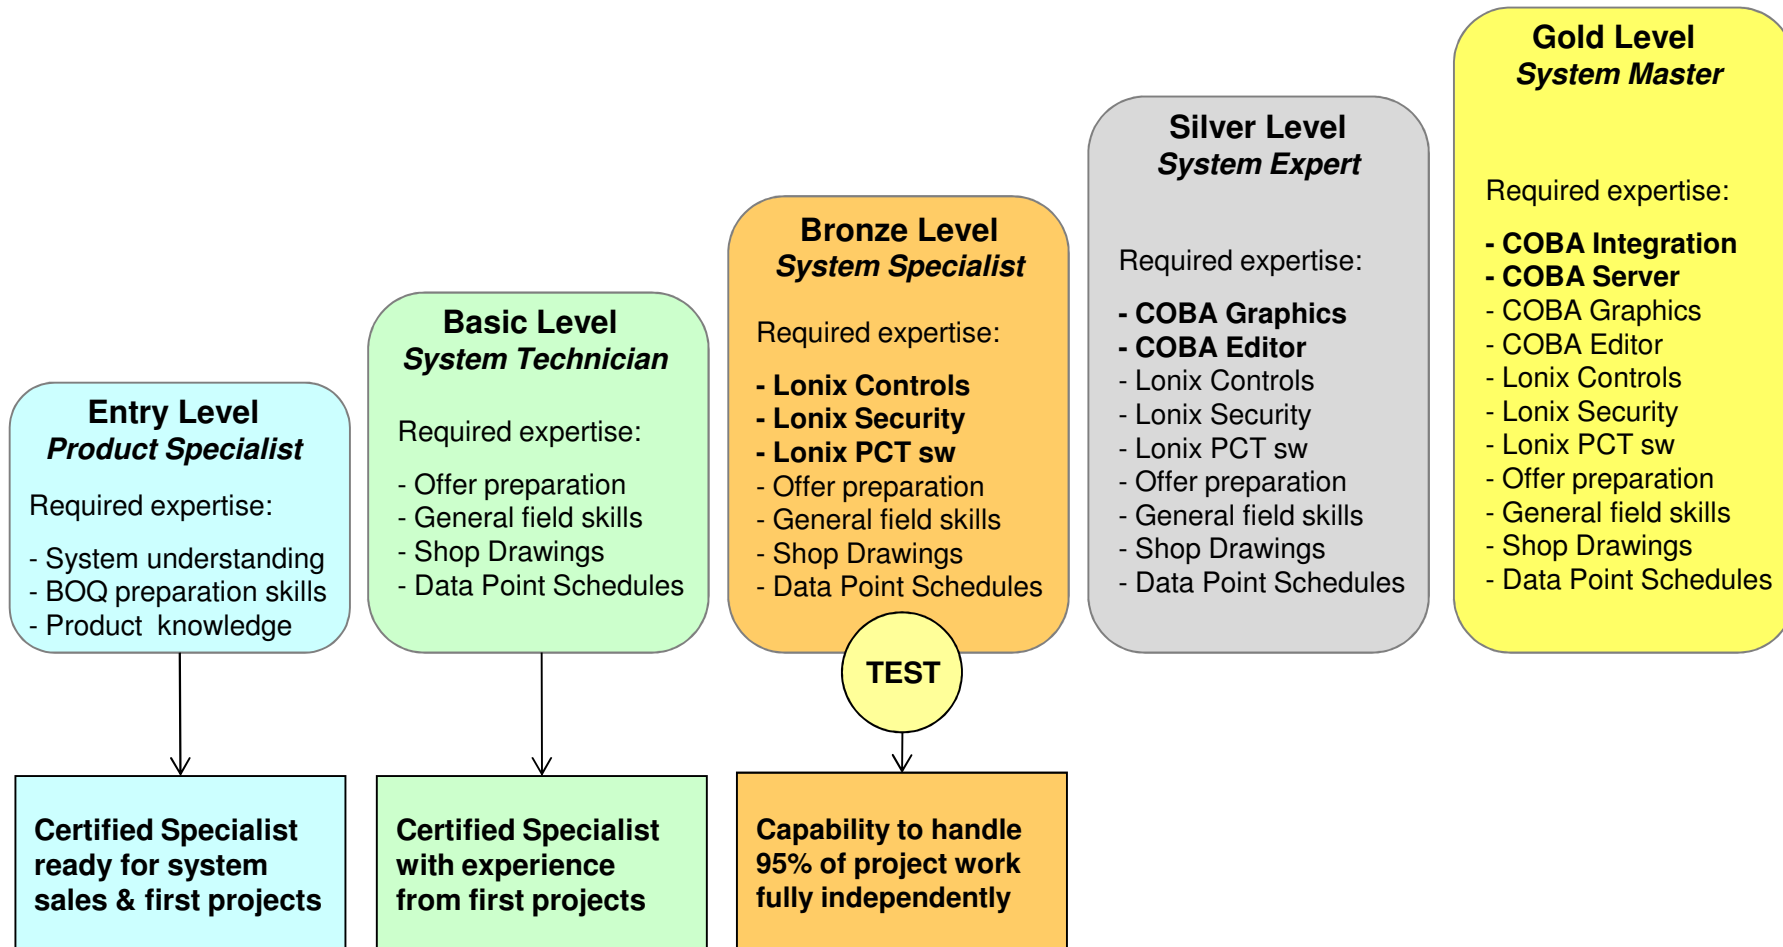 Entry Level
Product Specialist
Required expertise:
- System understanding
- BOQ preparation skills
- Product  knowledge
Certified Specialist
ready for system
sales & first projects
Basic Level
System Technician
Required expertise:
- Offer preparation
- General field skills
- Shop Drawings
- Data Point Schedules
Certified Specialist
with experience
from first projects
Bronze Level
System Specialist
Required expertise:
- Lonix Controls
- Lonix Security
- Lonix PCT sw
- Offer preparation
- General field skills
- Shop Drawings
- Data Point Schedules
TEST
Capability to handle
95% of project work
fully independently
Silver Level
System Expert
Required expertise:
- COBA Graphics
- COBA Editor
- Lonix Controls
- Lonix Security
- Lonix PCT sw
- Offer preparation
- General field skills
- Shop Drawings
- Data Point Schedules
Gold Level
System Master
Required expertise:
- COBA Integration
- COBA Server
- COBA Graphics
- COBA Editor
- Lonix Controls
- Lonix Security
- Lonix PCT sw
- Offer preparation
- General field skills
- Shop Drawings
- Data Point Schedules